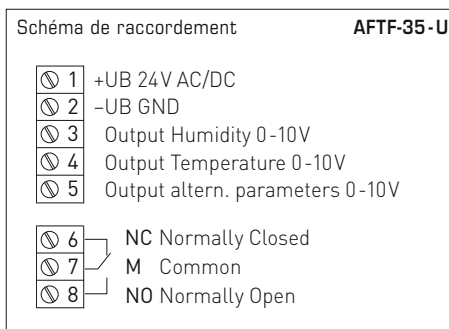 Schéma de raccordement AFTF-35-U
1 +UB 24V AC/DC
2 –UB GND
3 Output Humidity 0-10V
4 Output Temperature 0-10V
5 Output altern. parameters 0-10V
6 NC Normally Closed
7 M Common
8 NO Normally Open